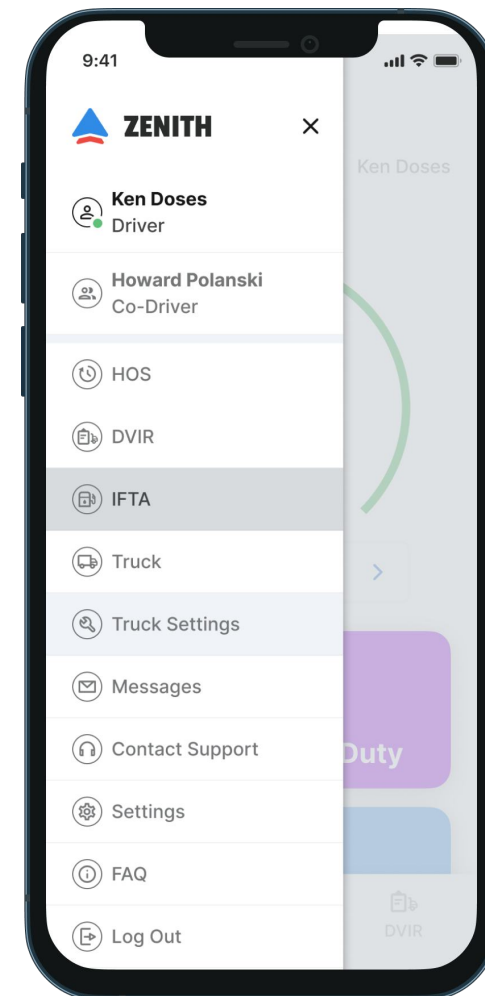 9:41
ZENITH
Ken Doses
Ken Doses
Driver
Howard Polanski
Co-Driver
HOS
DVIR
IFTA
Truck
Truck Settings
Messages
Contact Support
Duty
Settings
FAQ
DVIR
Log Out